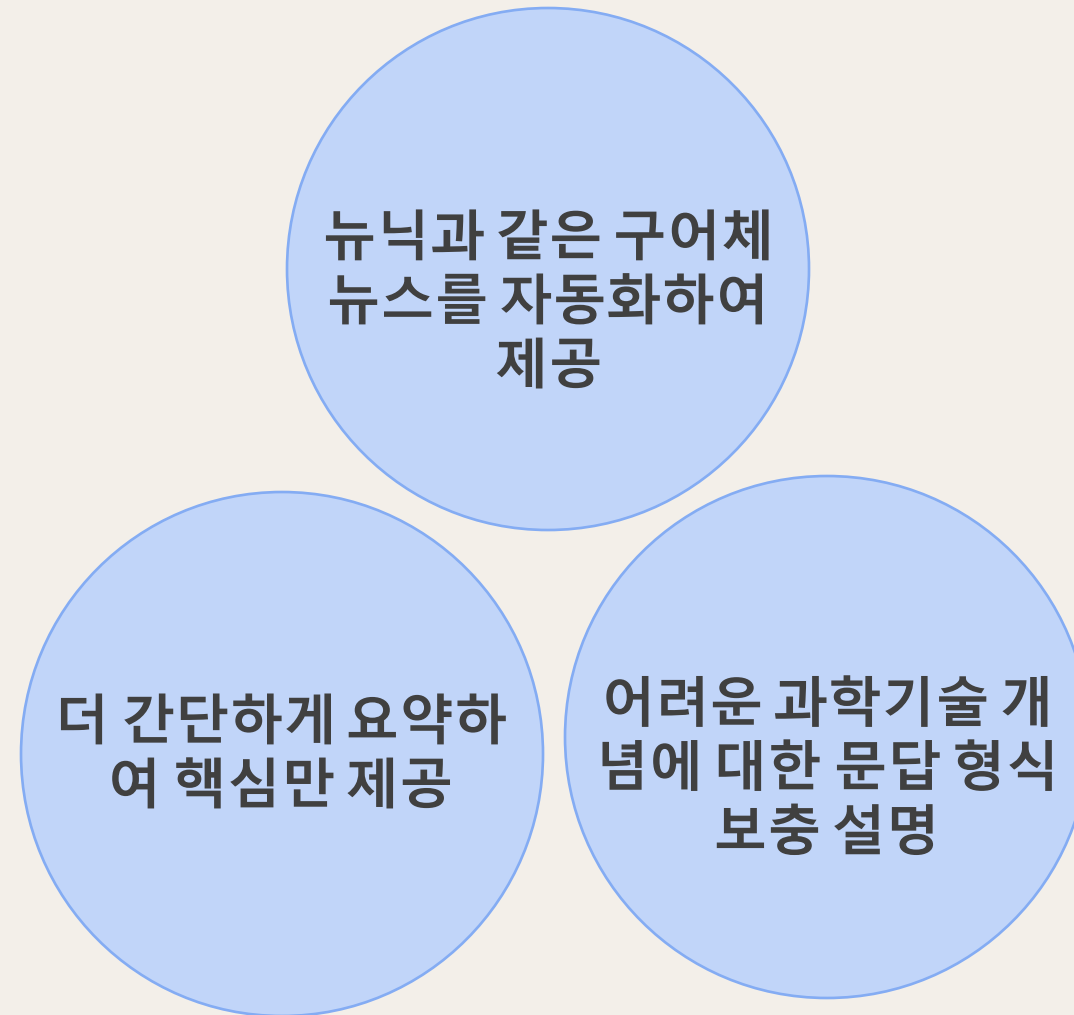 뉴닉과 같은 구어체
뉴스를 자동화하여
제공
더 간단하게 요약하
여 핵심만 제공
어려운 과학기술 개
념에 대한 문답 형식
보충 설명